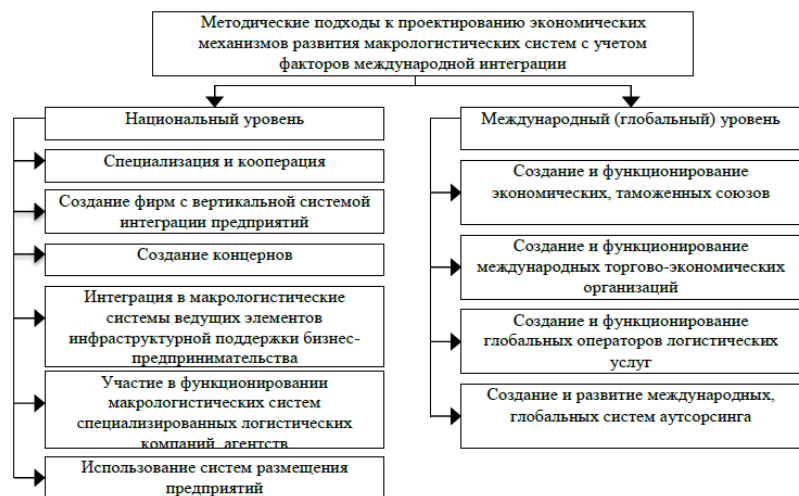 Методические подходы к проектированию экономических
механизмов развития макрологистических систем с учетом
факторов международной интеграции
Национальный уровень
Специализация и кооперация
Создание фирм с вертикальной системой
интеграции предприятий
Создание концернов
Интеграция в макрологистические
системы ведущих элементов
инфраструктурной поддержки бизнес-
предпринимательства
Участие в функционировании
макрологистических систем
специализированных логистических
компаний, агентств
Использование систем размещения
предприятий
Международный (глобальный) уровень
Создание и функционирование
экономических, таможенных союзов
Создание и функционирование
международных торгово-экономических
организаций
Создание и функционирование
глобальных операторов логистических
услуг
Создание и развитие международных,
глобальных систем аутсорсинга